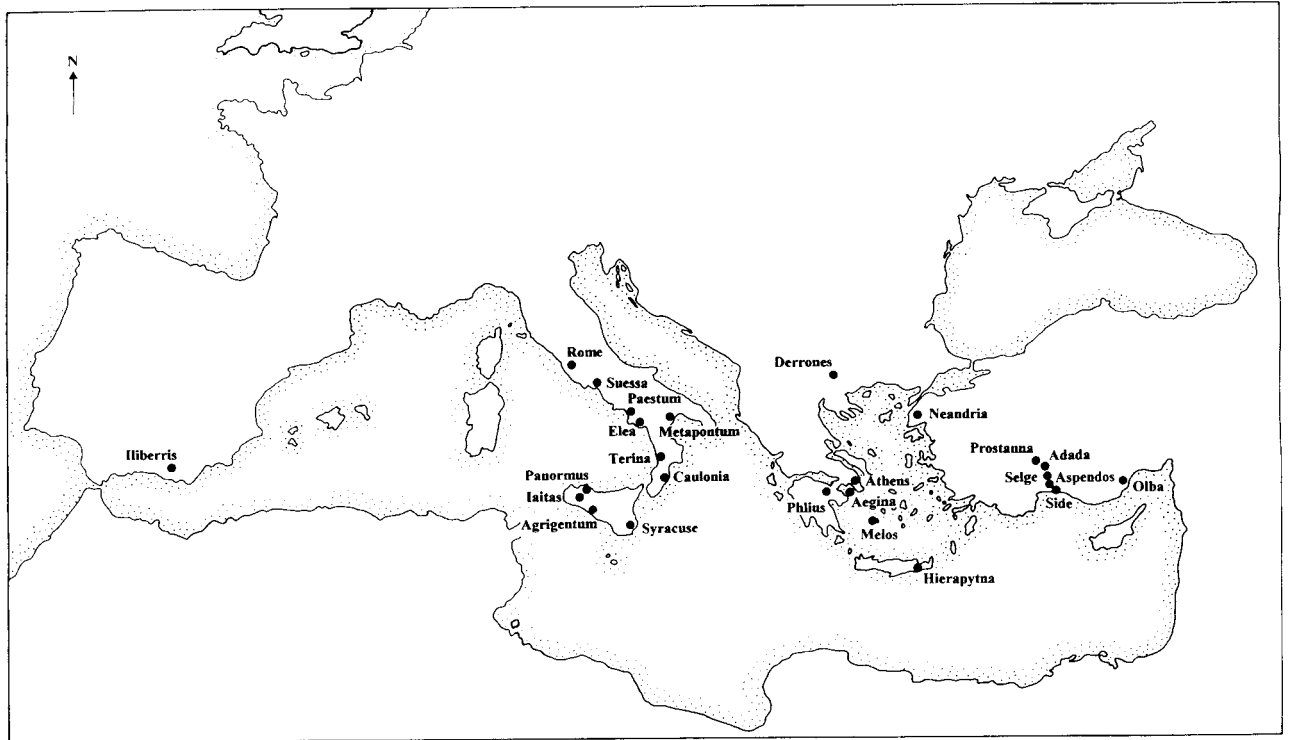 N
Rome
Derrones
Suessa
Paestum
Neandria
Elea
Metapontum
Iliberris
Terina
Prostanna
Adada
Panormus
Caulonia
Selge
Aspendos
Athens
Olba
Iaitas
Phlius
Aegina
Side
Agrigentum
Syracuse
Melos
Hierapytna